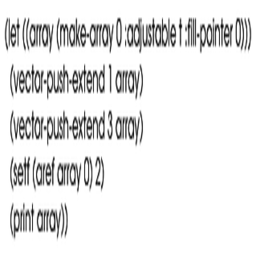 (let ((array (make-array 0 :adjustable t :fill-pointer 0)))
(vector-push-extend 1 array)
(vector-push-extend 3 array)
(setf (aref array 0) 2)
(print array))